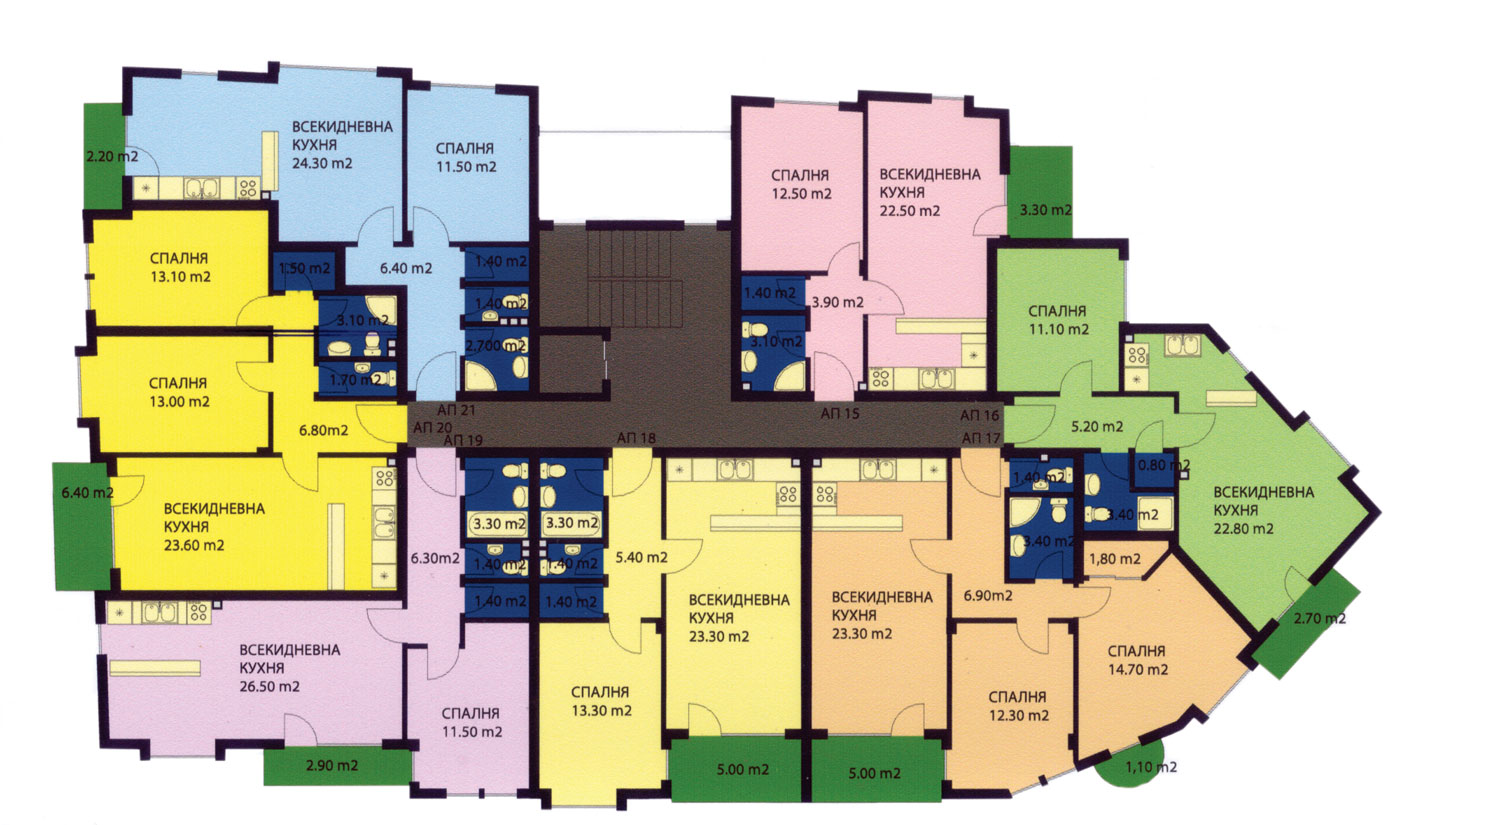 ВСЕКИДНЕВНА
КУХНЯ
24.30 m2
СПАЛНЯ
11.50 m2
2.20 m2
СПАЛНЯ
13.10 m2
1.50 m2
6.40 m2
1.40 m2
1.40 m2
3.10 m2
2,700 m2
1.70 m2
СПАЛНЯ
13.00 m2
6.80m2
АП 21
АП 20
АП 19
АП 18
АП 15
АП 16
АП 17
СПАЛНЯ
12.50 m2
ВСЕКИДНЕВНА
КУХНЯ
22.50 m2
3.30 m2
1.40 m2
3.90 m2
3.10 m2
СПАЛНЯ
11.10 m2
5.20 m2
0.80 m2
ВСЕКИДНЕВНА
КУХНЯ
22.80 m2
3.40 m2
2.70 m2
6.40 m2
ВСЕКИДНЕВНА
КУХНЯ
23.60 m2
6.30m2
3.30 m2
1.40 m2
1.40 m2
ВСЕКИДНЕВНА
КУХНЯ
26.50 m2
СПАЛНЯ
11.50 m2
2.90 m2
3.30 m2
1.40 m2
1.40 m2
5.40 m2
ВСЕКИДНЕВНА
КУХНЯ
23.30 m2
СПАЛНЯ
13.30 m2
5.00 m2
ВСЕКИДНЕВНА
КУХНЯ
23.30 m2
5.00 m2
1.40 m2
3.40 m2
1,80 m2
6.90m2
СПАЛНЯ
12.30 m2
СПАЛНЯ
14.70 m2
1,10 m2